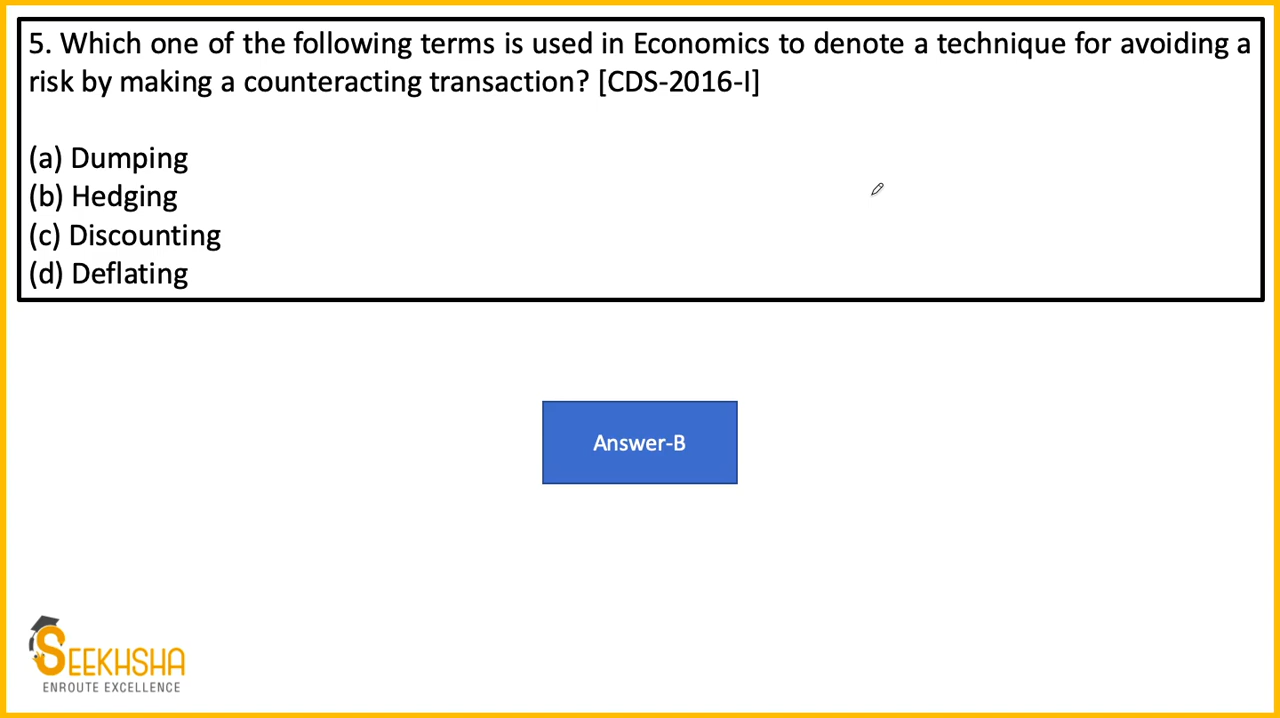 5. Which one of the following terms is used in Economics to denote a technique for avoiding a
risk by making a counteracting transaction? [CDS-2016-I]
(a) Dumping
(b) Hedging
(c) Discounting
(d) Deflating
Answer-B
SEEKHSHA
ENROUTE EXCELLENCE